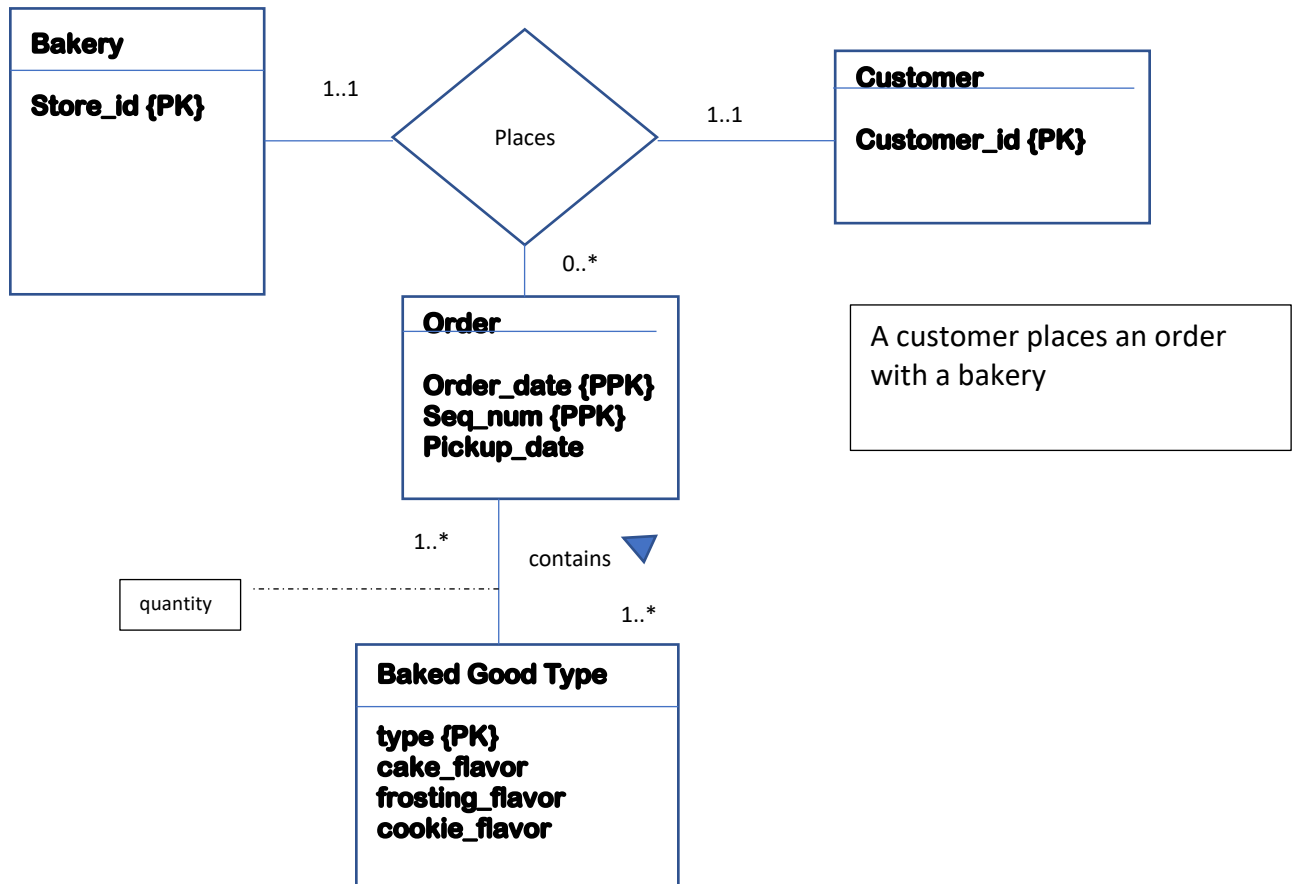 Bakery
Store_id {PK}
1..1
Places
1..1
Customer
Customer_id {PK}
0..*
Order
Order_date {PPK}
Seq_num {PPK}
Pickup_date
A customer places an order
with a bakery
1..*
contains
quantity
1..*
Baked Good Type
type {PK}
cake_flavor
frosting_flavor
cookie_flavor